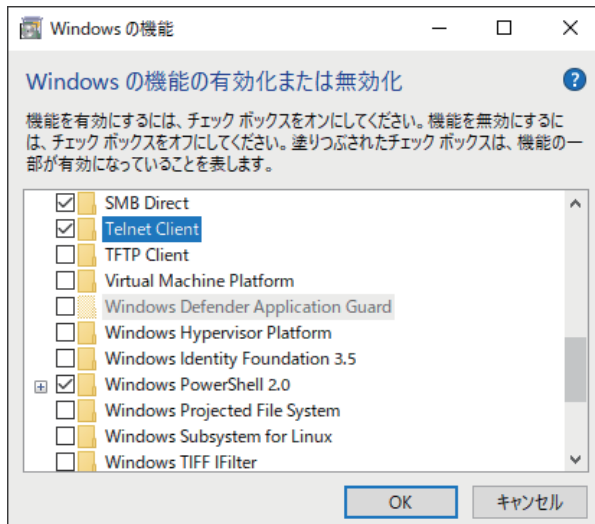 Windows の機能
Windows の機能の有効化または無効化
機能を有効にするには、チェック ボックスをオンにしてください。機能を無効にするに
は、チェック ボックスをオフにしてください。塗りつぶされたチェック ボックスは、機能の一
部が有効になっていることを表します。
SMB Direct
Telnet Client
TFTP Client
Virtual Machine Platform
Windows Defender Application Guard
Windows Hypervisor Platform
Windows Identity Foundation 3.5
Windows PowerShell 2.0
Windows Projected File System
Windows Subsystem for Linux
Windows TIFF IFilter
OK
キャンセル